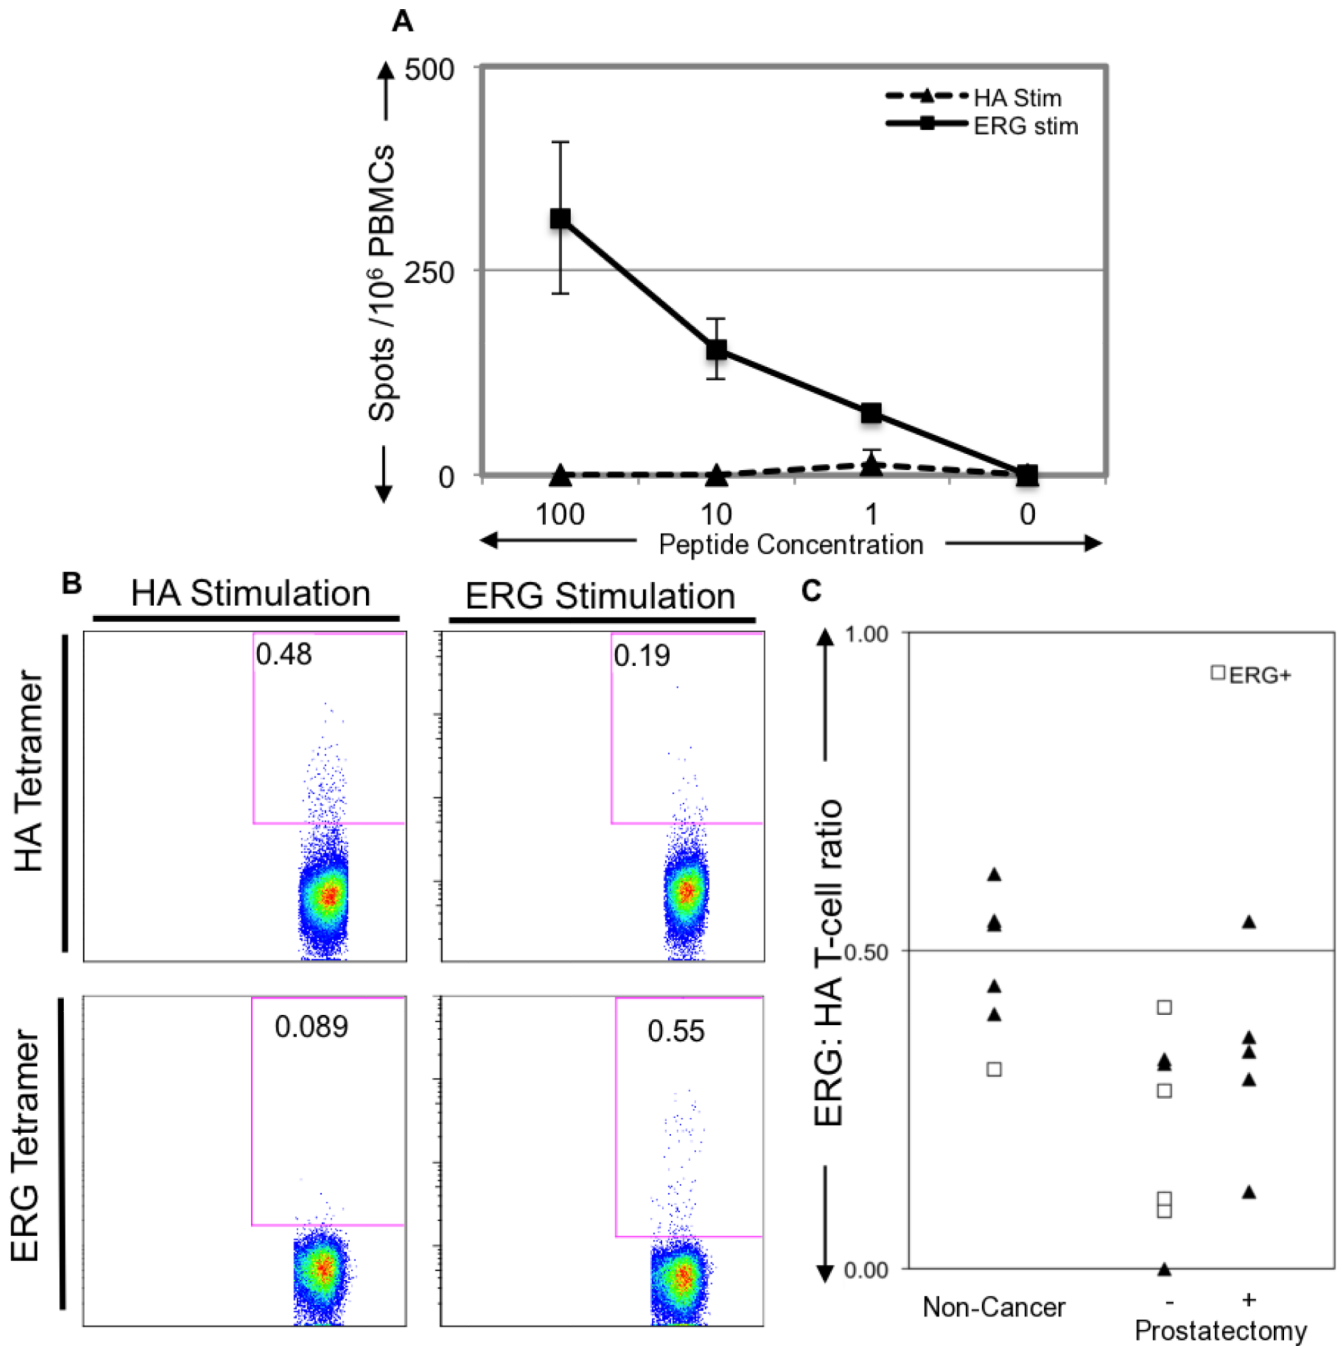 A
500
250
0
Spots /10⁶ PBMCs
HA Stim
ERG stim
100 10 1 0
Peptide Concentration
B
HA Stimulation
ERG Stimulation
HA Tetramer
0.48
0.19
ERG Tetramer
0.089
0.55
C
1.00
0.50
0.00
ERG: HA T-cell ratio
ERG+
Non-Cancer
- +
Prostatectomy